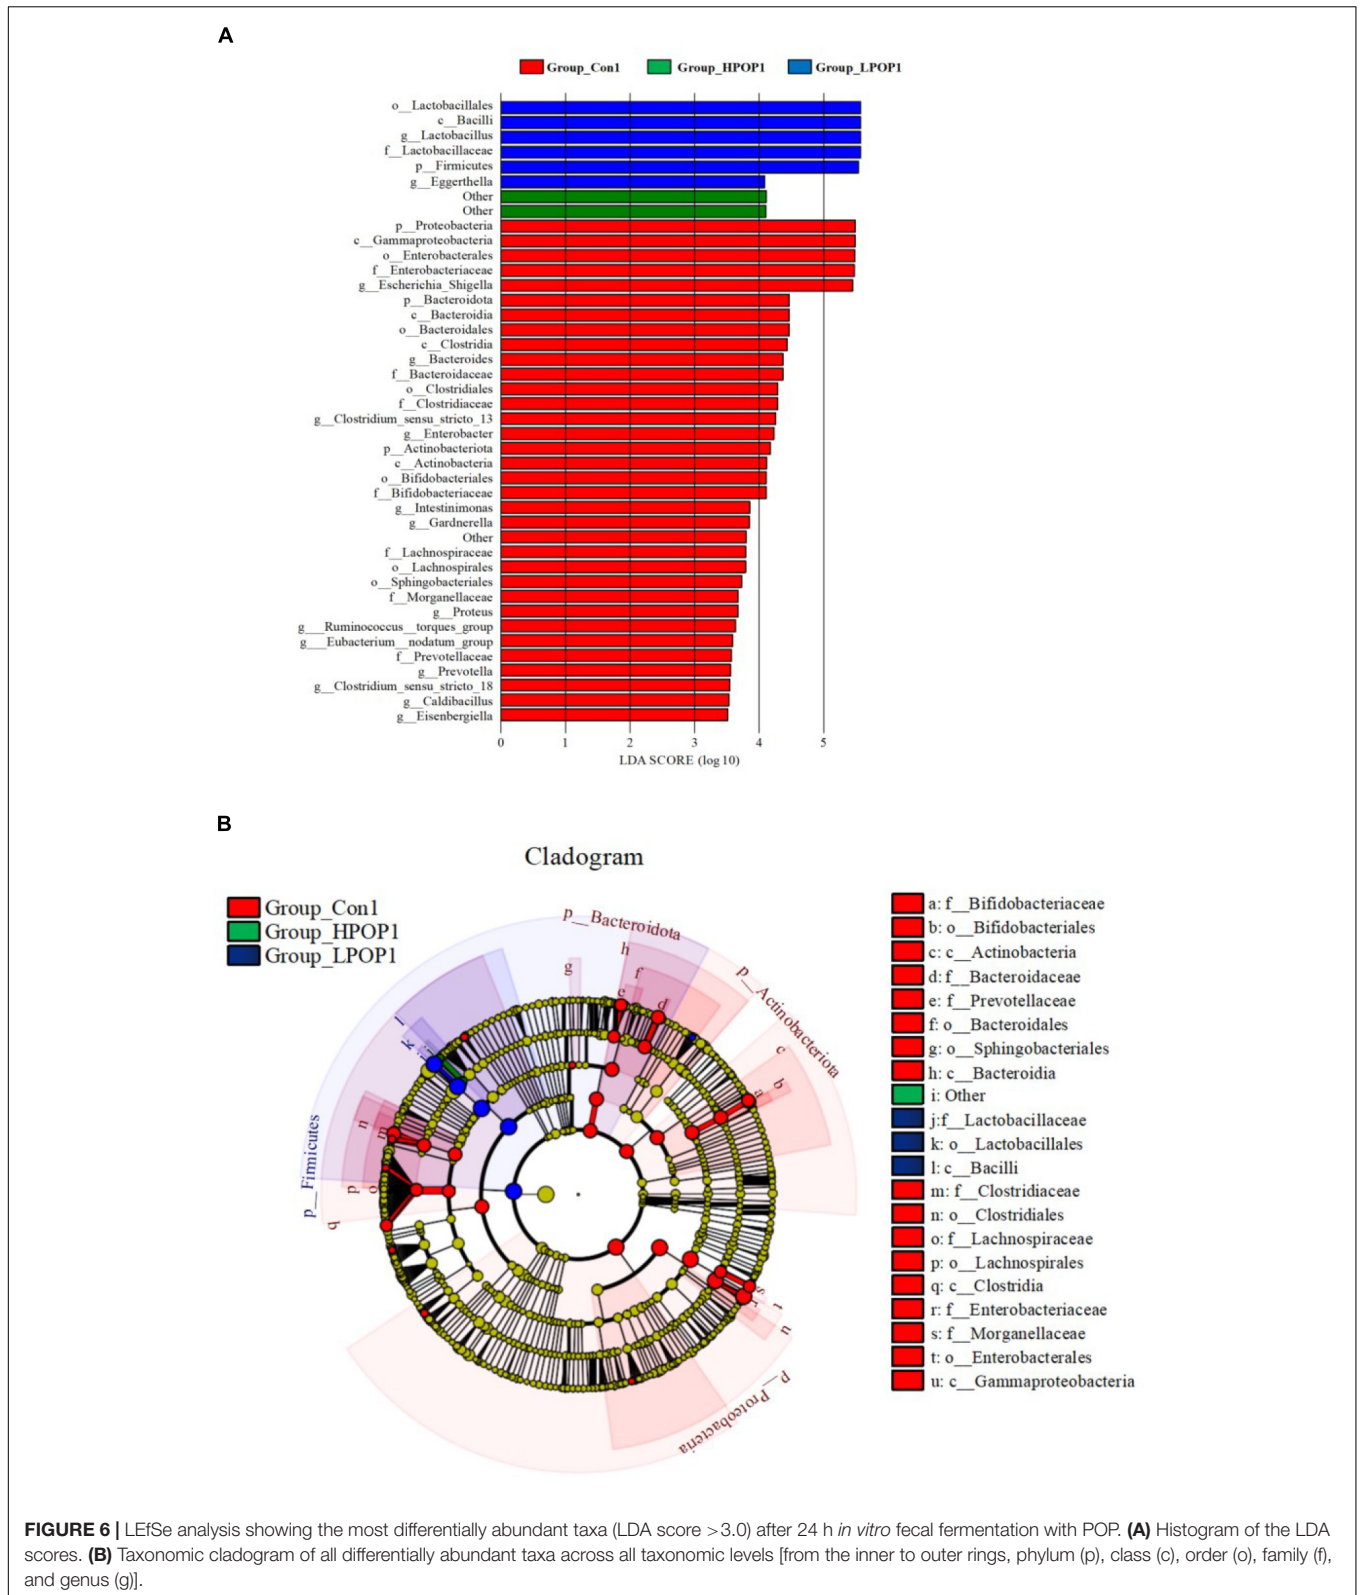 A
Group_Con1 Group_HPOP1 Group_LPOP1
o__Lactobacillales
c__Bacilli
g__Lactobacillus
f__Lactobacillaceae
p__Firmicutes
g__Eggerthella
Other
Other
p__Proteobacteria
c__Gammaproteobacteria
o__Enterobacterales
f__Enterobacteriaceae
g__Escherichia_Shigella
p__Bacteroidota
c__Bacteroidia
o__Bacteroidales
c__Clostridia
g__Bacteroides
f__Bacteroidaceae
o__Clostridiales
f__Clostridiaceae
g__Clostridium_sensu_stricto_13
g__Enterobacter
p__Actinobacteriota
c__Actinobacteria
o__Bifidobacteriales
f__Bifidobacteriaceae
g__Intestinimonas
g__Gardnerella
Other
f__Lachnospiraceae
o__Lachnospirales
o__Sphingobacteriales
f__Morganellaceae
g__Proteus
g___Ruminococcus__torques_group
g___Eubacterium__nodatum_group
f__Prevotellaceae
g__Prevotella
g__Clostridium_sensu_stricto_18
g__Caldibacillus
g__Eisenbergiella
0 1 2 3 4 5
LDA SCORE (log10)
B
Cladogram
Group_Con1
Group_HPOP1
Group_LPOP1
p__Bacteroidota
p__Actinobacteriota
p__Firmicutes
p__Proteobacteria
h
g
f
e
d
c
b
a
l
k
j
i
n
m
p
o
q
s
t
r
u
a: f__Bifidobacteriaceae
b: o__Bifidobacteriales
c: c__Actinobacteria
d: f__Bacteroidaceae
e: f__Prevotellaceae
f: o__Bacteroidales
g: o__Sphingobacteriales
h: c__Bacteroidia
i: Other
j:f__Lactobacillaceae
k: o__Lactobacillales
l: c__Bacilli
m: f__Clostridiaceae
n: o__Clostridiales
o: f__Lachnospiraceae
p: o__Lachnospirales
q: c__Clostridia
r: f__Enterobacteriaceae
s: f__Morganellaceae
t: o__Enterobacterales
u: c__Gammaproteobacteria
FIGURE 6 | LEfSe analysis showing the most differentially abundant taxa (LDA score >3.0) after 24 h in vitro fecal fermentation with POP. (A) Histogram of the LDA
scores. (B) Taxonomic cladogram of all differentially abundant taxa across all taxonomic levels [from the inner to outer rings, phylum (p), class (c), order (o), family (f),
and genus (g)].